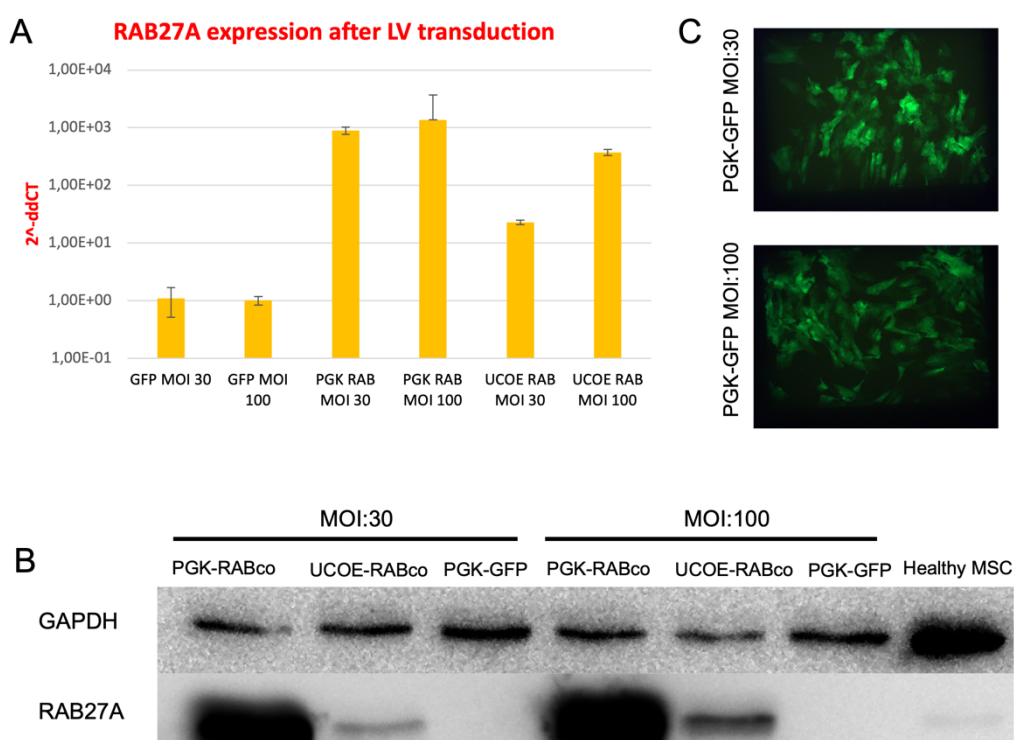 A
RAB27A expression after LV transduction
2^-ddCT
1,00E+04
1,00E+03
1,00E+02
1,00E+01
1,00E+00
1,00E-01
GFP MOI 30
GFP MOI
100
PGK RAB
MOI 30
PGK RAB
MOI 100
UCOE RAB
MOI 30
UCOE RAB
MOI 100
C
PGK-GFP MOI:30
PGK-GFP MOI:100
B
MOI:30
MOI:100
PGK-RABco UCOE-RABco PGK-GFP PGK-RABco UCOE-RABco PGK-GFP Healthy MSC
GAPDH
RAB27A